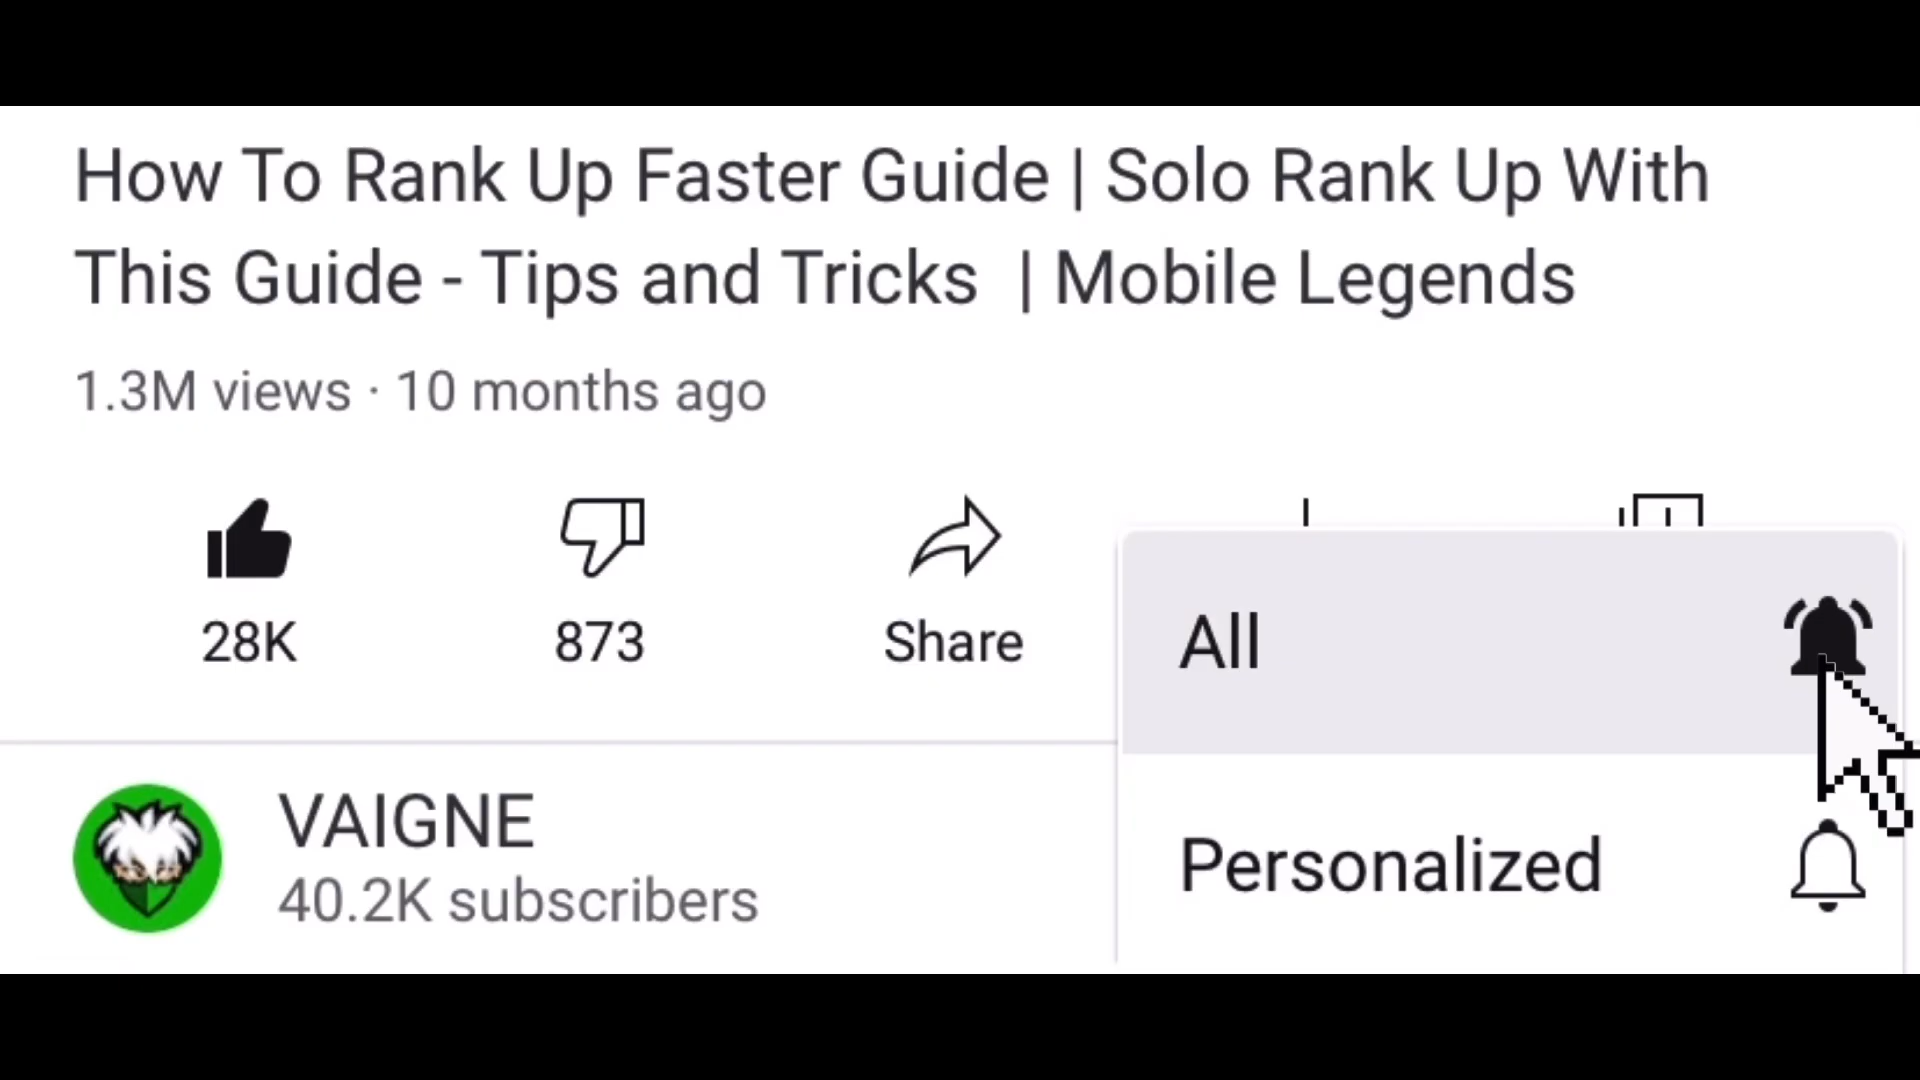 How To Rank Up Faster Guide | Solo Rank Up With
This Guide - Tips and Tricks | Mobile Legends
1.3M views · 10 months ago
28K
873
Share
All
VAIGNE
40.2K subscribers
Personalized